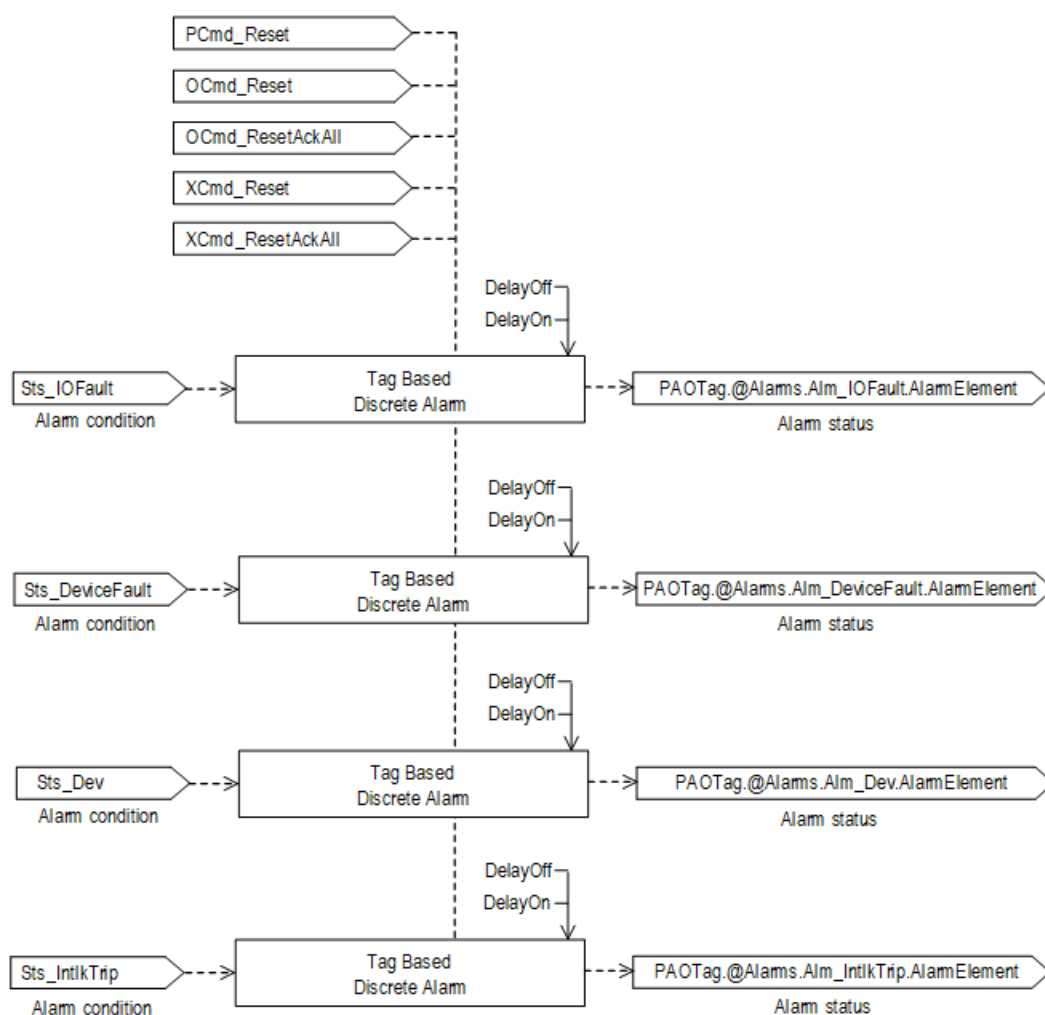 PCmd_Reset
OCmd_Reset
OCmd_ResetAckAll
XCmd_Reset
XCmd_ResetAckAll
DelayOff
DelayOn
Sts_IOFault
Tag Based
Discrete Alarm
PAOTag.@Alarms.Alm_IOFault.AlarmElement
Alarm condition
Alarm status
DelayOff
DelayOn
Sts_DeviceFault
Tag Based
Discrete Alarm
PAOTag.@Alarms.Alm_DeviceFault.AlarmElement
Alarm condition
Alarm status
DelayOff
DelayOn
Sts_Dev
Tag Based
Discrete Alarm
PAOTag.@Alarms.Alm_Dev.AlarmElement
Alarm condition
Alarm status
DelayOff
DelayOn
Sts_IntlkTrip
Tag Based
Discrete Alarm
PAOTag.@Alarms.Alm_IntlkTrip.AlarmElement
Alarm condition
Alarm status